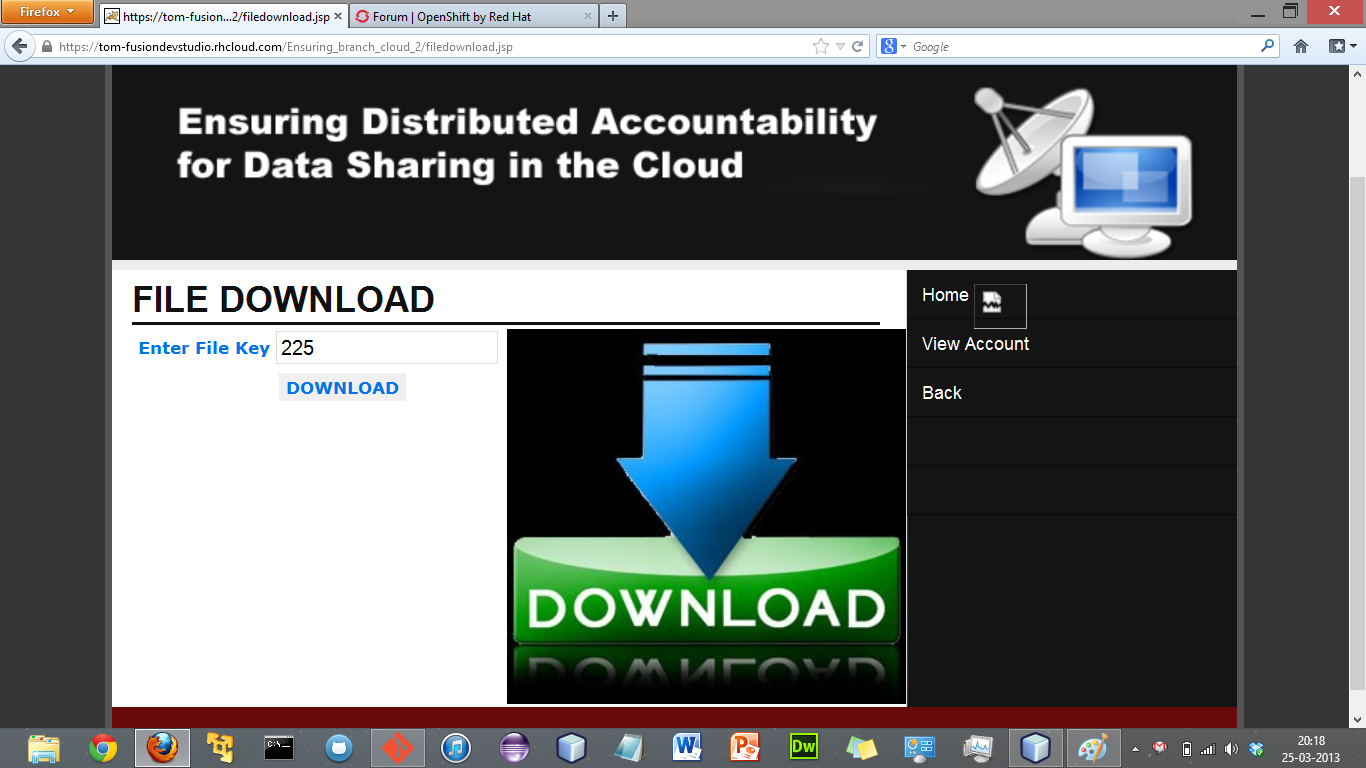 Firefox
https://tom-fusion...2/filedownload.jsp
Forum | OpenShift by Red Hat
https://tom-fusiondevstudio.rhcloud.com/Ensuring_branch_cloud_2/filedownload.jsp
8
Google
Ensuring Distributed Accountability
for Data Sharing in the Cloud
FILE DOWNLOAD
Enter File Key
225
DOWNLOAD
DOWNLOAD
DOWNLOAD
Home
View Account
Back
C:\_
W
P
Dw
20:18
25-03-2013